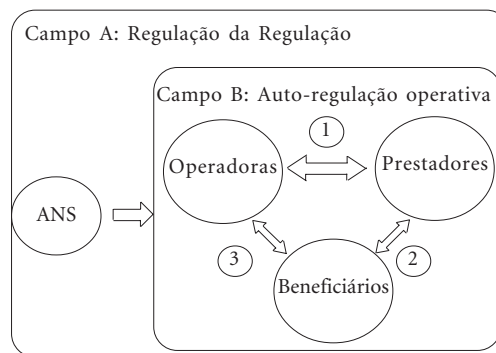 Campo A: Regulação da Regulação
Campo B: Auto-regulação operativa
1
Operadoras
Prestadores
ANS
3
2
Beneficiários